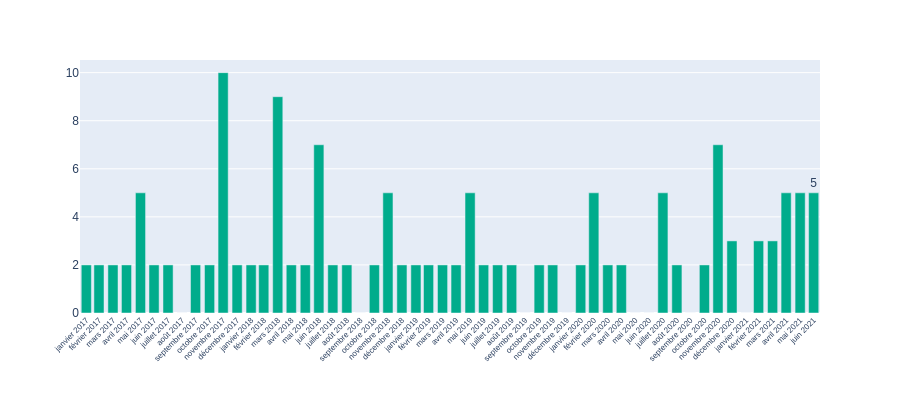 10
8
6
4
2
0
5
janvier 2017
février 2017
mars 2017
avril 2017
mai 2017
juin 2017
juillet 2017
août 2017
septembre 2017
octobre 2017
novembre 2017
décembre 2017
janvier 2018
février 2018
mars 2018
avril 2018
mai 2018
juin 2018
juillet 2018
août 2018
septembre 2018
octobre 2018
novembre 2018
décembre 2018
janvier 2019
février 2019
mars 2019
avril 2019
mai 2019
juin 2019
juillet 2019
août 2019
septembre 2019
octobre 2019
novembre 2019
décembre 2019
janvier 2020
février 2020
mars 2020
avril 2020
mai 2020
juin 2020
juillet 2020
août 2020
septembre 2020
octobre 2020
novembre 2020
décembre 2020
janvier 2021
février 2021
mars 2021
avril 2021
mai 2021
juin 2021